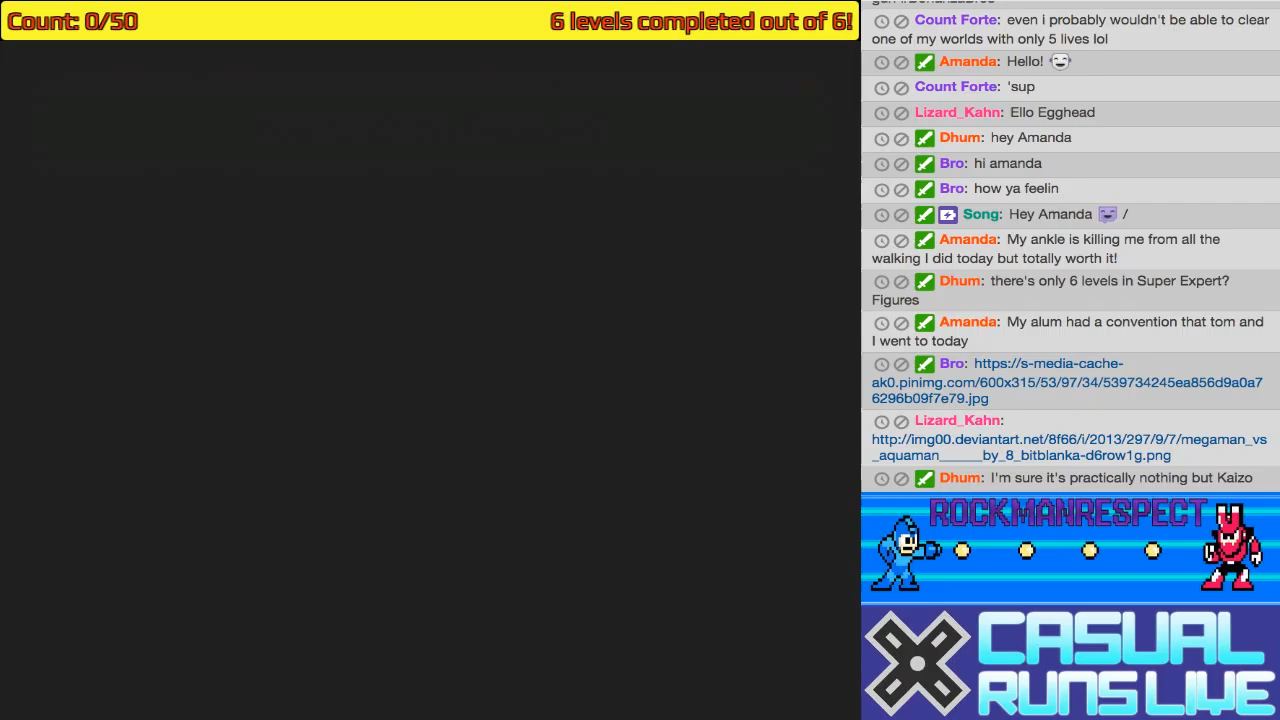 Count: 0/50
6 levels completed out of 6!
Count Forte: even i probably wouldn't be able to clear
one of my worlds with only 5 lives lol
Amanda: Hello!
Count Forte: 'sup
Lizard_Kahn: Ello Egghead
Dhum: hey Amanda
Bro: hi amanda
Bro: how ya feelin
Song: Hey Amanda /
Amanda: My ankle is killing me from all the
walking I did today but totally worth it!
Dhum: there's only 6 levels in Super Expert?
Figures
Amanda: My alum had a convention that tom and
I went to today
Bro: https://s-media-cache-
ak0.pinimg.com/600x315/53/97/34/539734245ea856d9a0a7
6296b09f7e79.jpg
Lizard_Kahn:
http://img00.deviantart.net/8f66/i/2013/297/9/7/megaman_vs
_aquaman______by_8_bitblanka-d6row1g.png
Dhum: I'm sure it's practically nothing but Kaizo
ROCKMANRESPECT
CASUAL
RUNS LIVE